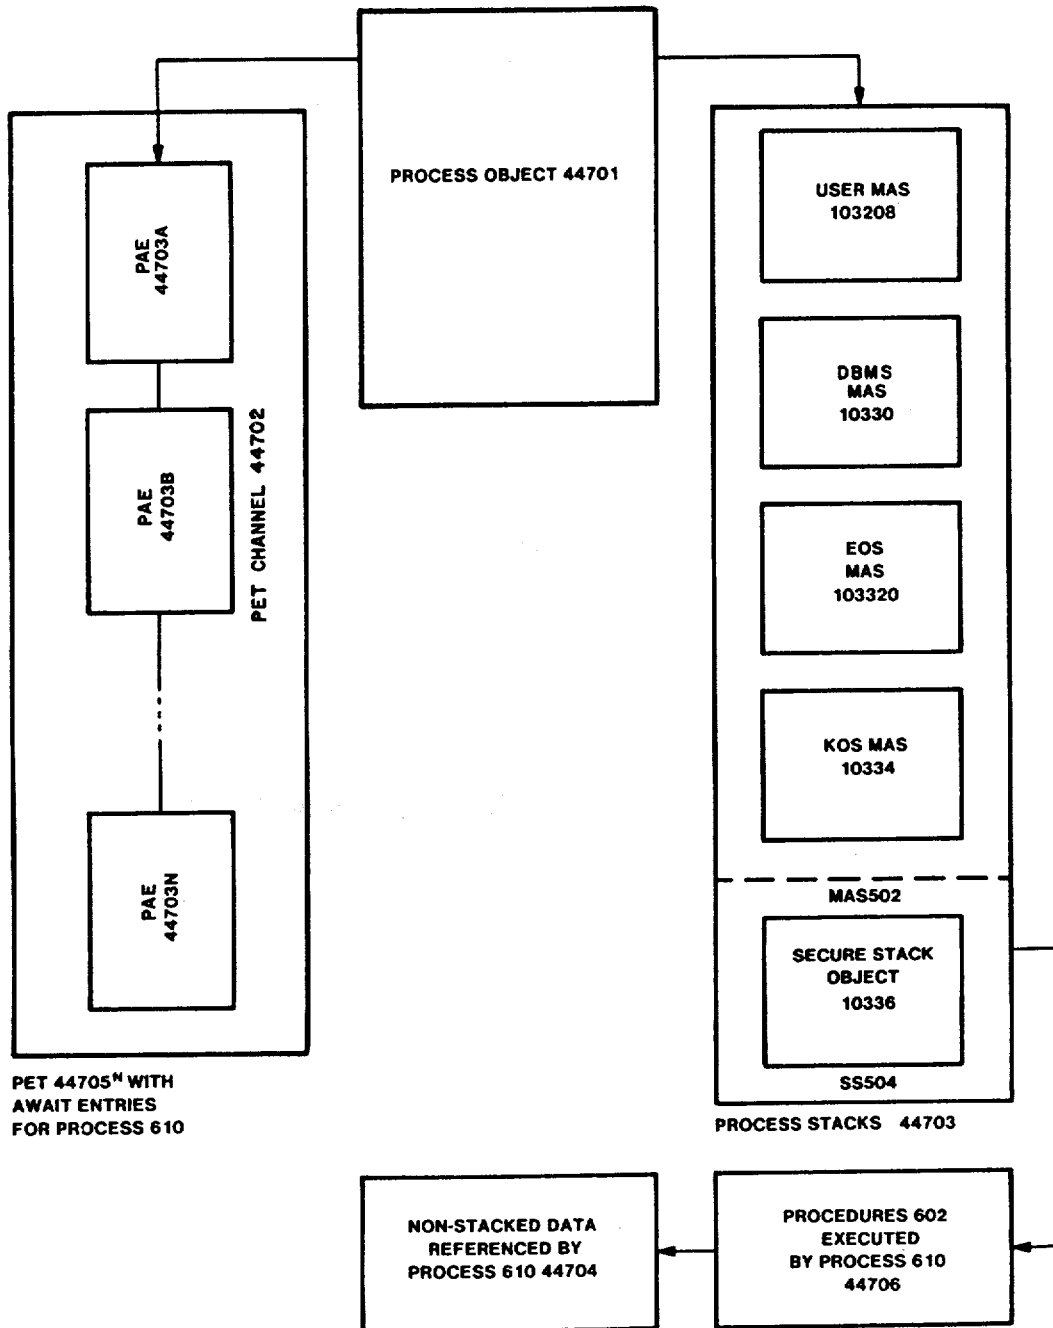 PROCESS OBJECT 44701
PAE
44703A
PAE
44703B
PET CHANNEL 44702
PAE
44703N
PET 44705ᴺ WITH
AWAIT ENTRIES
FOR PROCESS 610
USER MAS
103208
DBMS
MAS
10330
EOS
MAS
103320
KOS MAS
10334
MAS502
SECURE STACK
OBJECT
10336
SS504
PROCESS STACKS 44703
NON-STACKED DATA
REFERENCED BY
PROCESS 610 44704
PROCEDURES 602
EXECUTED
BY PROCESS 610
44706